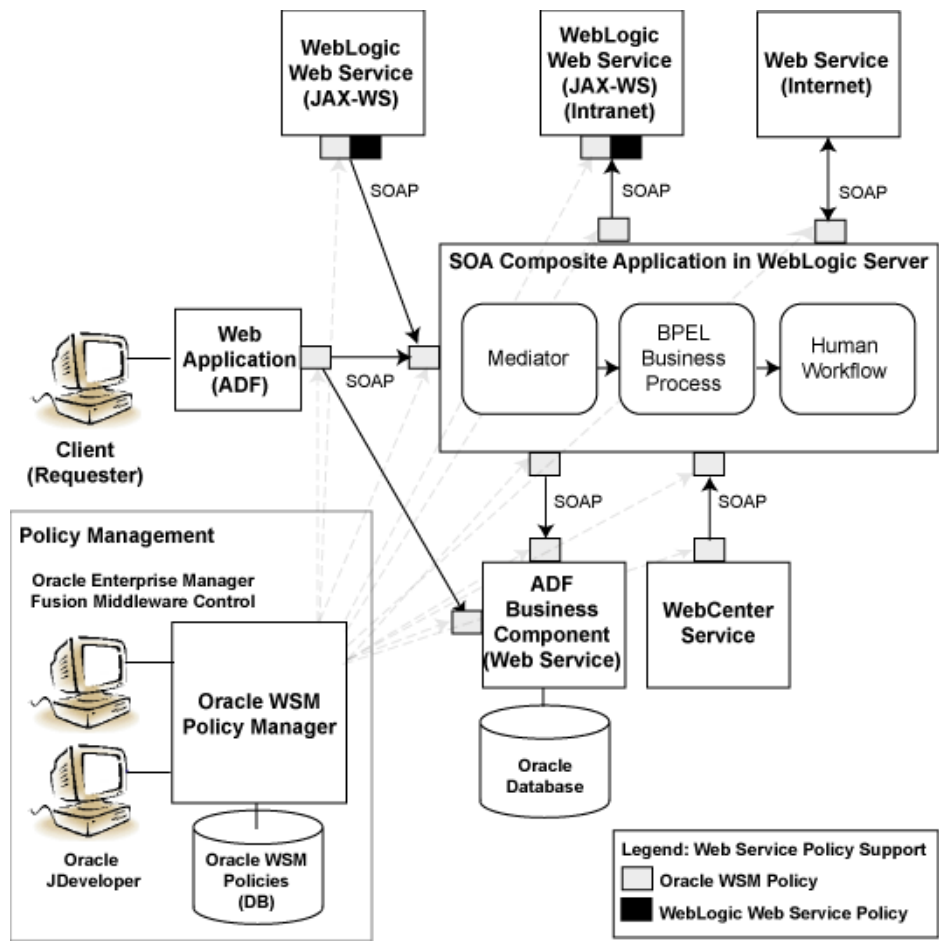 WebLogic
Web Service
(JAX-WS)
WebLogic
Web Service
(JAX-WS)
(Intranet)
Web Service
(Internet)
SOAP
SOAP
SOAP
SOA Composite Application in WebLogic Server
Web
Application
(ADF)
SOAP
Mediator
BPEL
Business
Process
Human
Workflow
Client
(Requester)
SOAP
SOAP
Policy Management
Oracle Enterprise Manager
Fusion Middleware Control
Oracle WSM
Policy Manager
ADF
Business
Component
(Web Service)
WebCenter
Service
Oracle
Database
Oracle
JDeveloper
Oracle WSM
Policies
(DB)
Legend: Web Service Policy Support
Oracle WSM Policy
WebLogic Web Service Policy